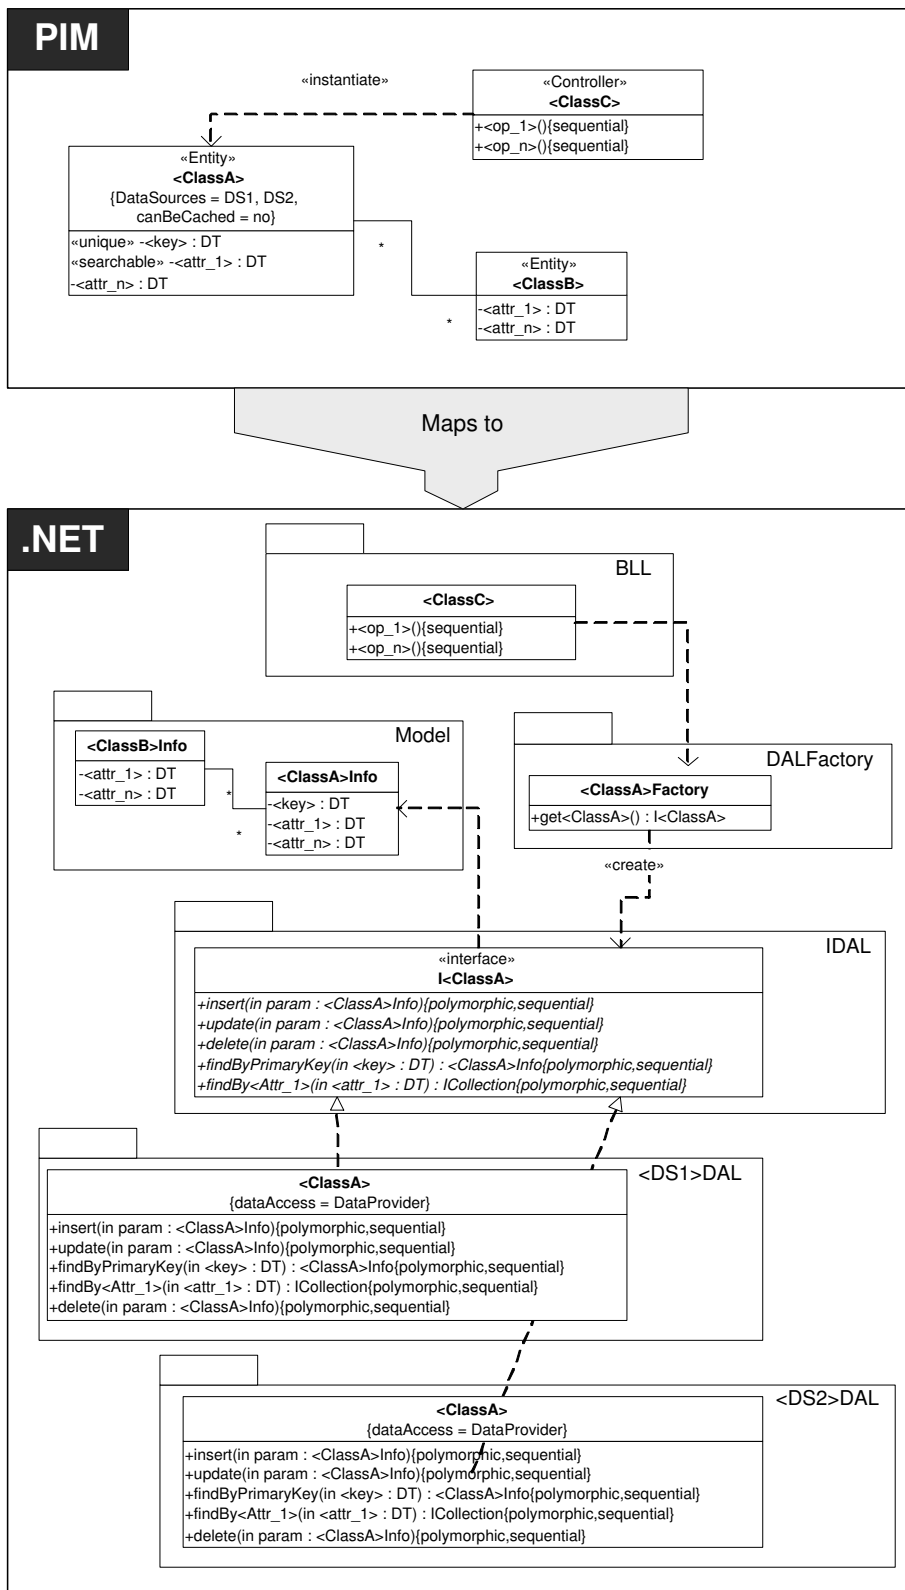 PIM
«instantiate»
«Controller»
<ClassC>
+<op_1>(){sequential}
+<op_n>(){sequential}
«Entity»
<ClassA>
{DataSources = DS1, DS2,
canBeCached = no}
«unique» -<key> : DT
«searchable» -<attr_1> : DT
-<attr_n> : DT
*
*
«Entity»
<ClassB>
-<attr_1> : DT
-<attr_n> : DT
Maps to
.NET
BLL
<ClassC>
+<op_1>(){sequential}
+<op_n>(){sequential}
Model
<ClassB>Info
-<attr_1> : DT
-<attr_n> : DT
*
*
<ClassA>Info
-<key> : DT
-<attr_1> : DT
-<attr_n> : DT
DALFactory
<ClassA>Factory
+get<ClassA>() : I<ClassA>
«create»
IDAL
«interface»
I<ClassA>
+insert(in param : <ClassA>Info){polymorphic,sequential}
+update(in param : <ClassA>Info){polymorphic,sequential}
+delete(in param : <ClassA>Info){polymorphic,sequential}
+findByPrimaryKey(in <key> : DT) : <ClassA>Info{polymorphic,sequential}
+findBy<Attr_1>(in <attr_1> : DT) : ICollection{polymorphic,sequential}
<DS1>DAL
<ClassA>
{dataAccess = DataProvider}
+insert(in param : <ClassA>Info){polymorphic,sequential}
+update(in param : <ClassA>Info){polymorphic,sequential}
+findByPrimaryKey(in <key> : DT) : <ClassA>Info{polymorphic,sequential}
+findBy<Attr_1>(in <attr_1> : DT) : ICollection{polymorphic,sequential}
+delete(in param : <ClassA>Info){polymorphic,sequential}
<DS2>DAL
<ClassA>
{dataAccess = DataProvider}
+insert(in param : <ClassA>Info){polymorphic,sequential}
+update(in param : <ClassA>Info){polymorphic,sequential}
+findByPrimaryKey(in <key> : DT) : <ClassA>Info{polymorphic,sequential}
+findBy<Attr_1>(in <attr_1> : DT) : ICollection{polymorphic,sequential}
+delete(in param : <ClassA>Info){polymorphic,sequential}